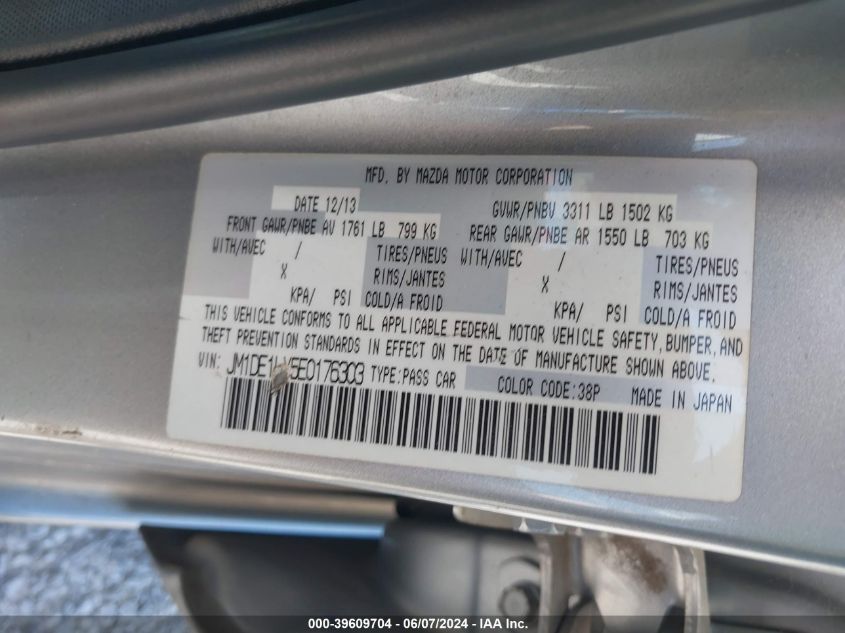 MFD. BY MAZDA MOTOR CORPORATION
DATE 12/13 GVWR/PNBV 3311 LB 1502 KG
FRONT GAWR/PNBE AV 1761 LB 799 KG REAR GAWR/PNBE AR 1550 LB 703 KG
WITH/AVEC / TIRES/PNEUS WITH/AVEC / TIRES/PNEUS
X RIMS/JANTES X RIMS/JANTES
KPA/ PSI COLD/A FROID KPA/ PSI COLD/A FROID
THIS VEHICLE CONFORMS TO ALL APPLICABLE FEDERAL MOTOR VEHICLE SAFETY, BUMPER, AND
THEFT PREVENTION STANDARDS IN EFFECT ON THE DATE OF MANUFACTURE SHOWN ABOVE.
VIN: TYPE: PASS CAR COLOR CODE: 38P MADE IN JAPAN
000-39609704 - 06/07/2024 - IAA Inc.